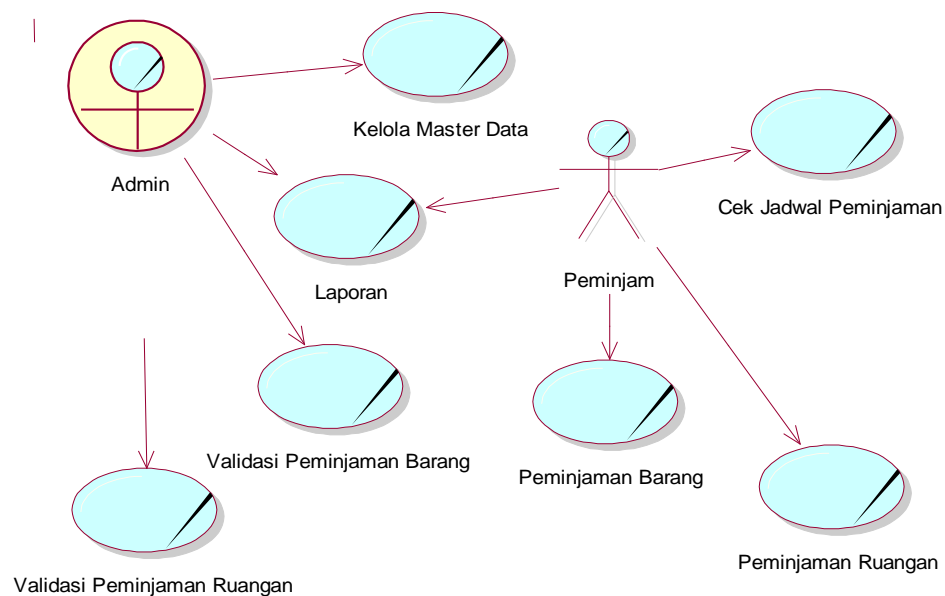 Kelola Master Data
Admin
Cek Jadwal Peminjaman
Laporan
Peminjam
Validasi Peminjaman Barang
Peminjaman Barang
Peminjaman Ruangan
Validasi Peminjaman Ruangan